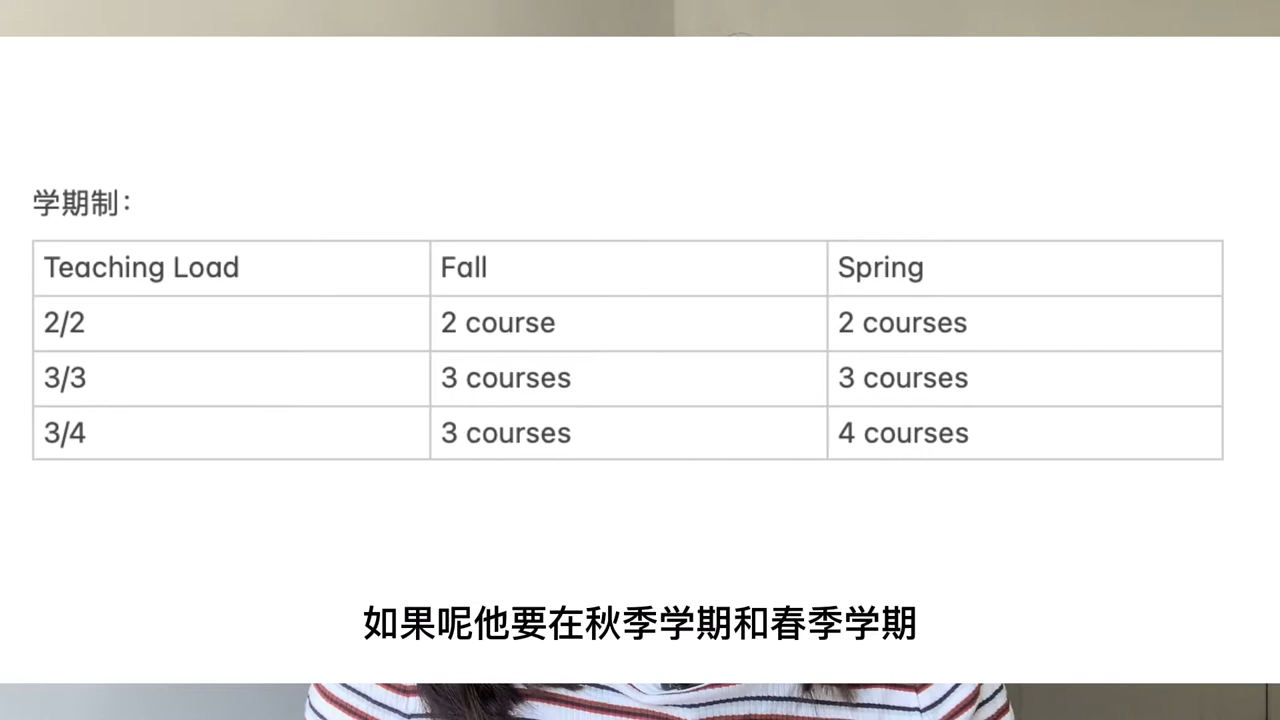 学期制：
Teaching Load Fall Spring
2/2 2 course 2 courses
3/3 3 courses 3 courses
3/4 3 courses 4 courses
如果呢他要在秋季学期和春季学期